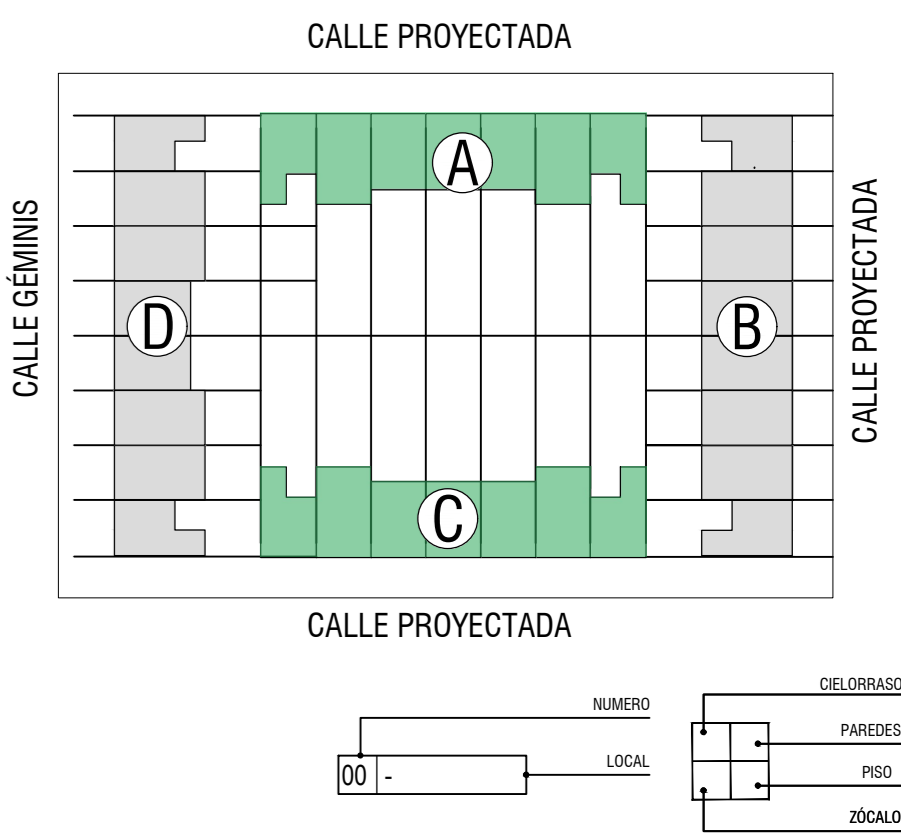 CALLE PROYECTADA
A
CALLE GÉMINIS
D
B
CALLE PROYECTADA
C
CALLE PROYECTADA
NUMERO
00 -
LOCAL
CIELORRASO
PAREDES
PISO
ZÓCALO